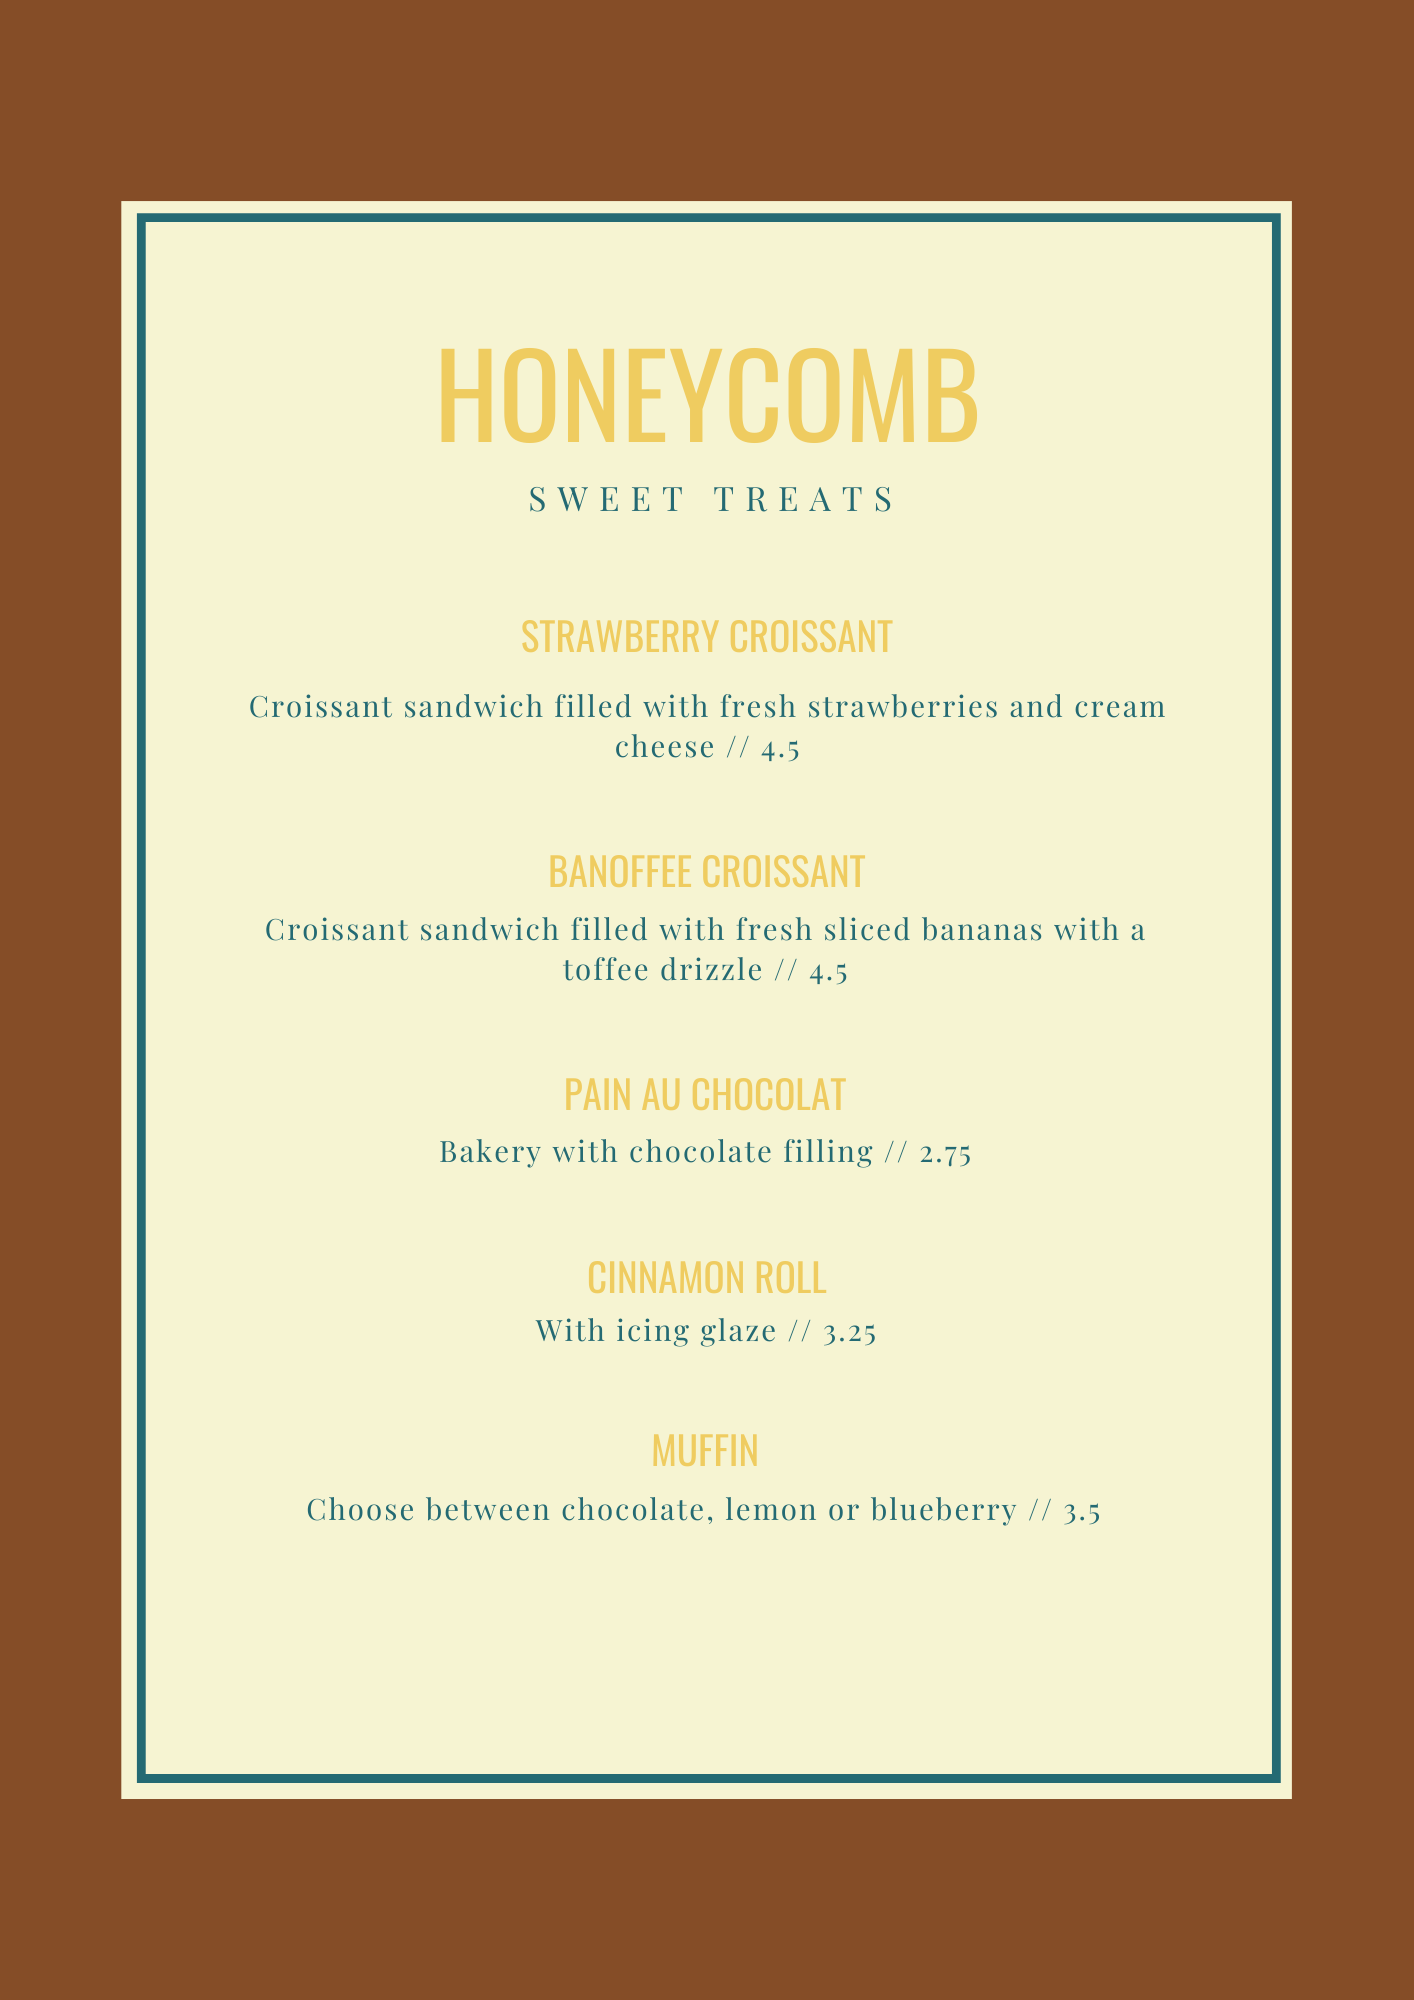 HONEYCOMB
SWEET TREATS
STRAWBERRY CROISSANT
Croissant sandwich filled with fresh strawberries and cream
cheese // 4.5
BANOFFEE CROISSANT
Croissant sandwich filled with fresh sliced bananas with a
toffee drizzle // 4.5
PAIN AU CHOCOLAT
Bakery with chocolate filling // 2.75
CINNAMON ROLL
With icing glaze // 3.25
MUFFIN
Choose between chocolate, lemon or blueberry // 3.5